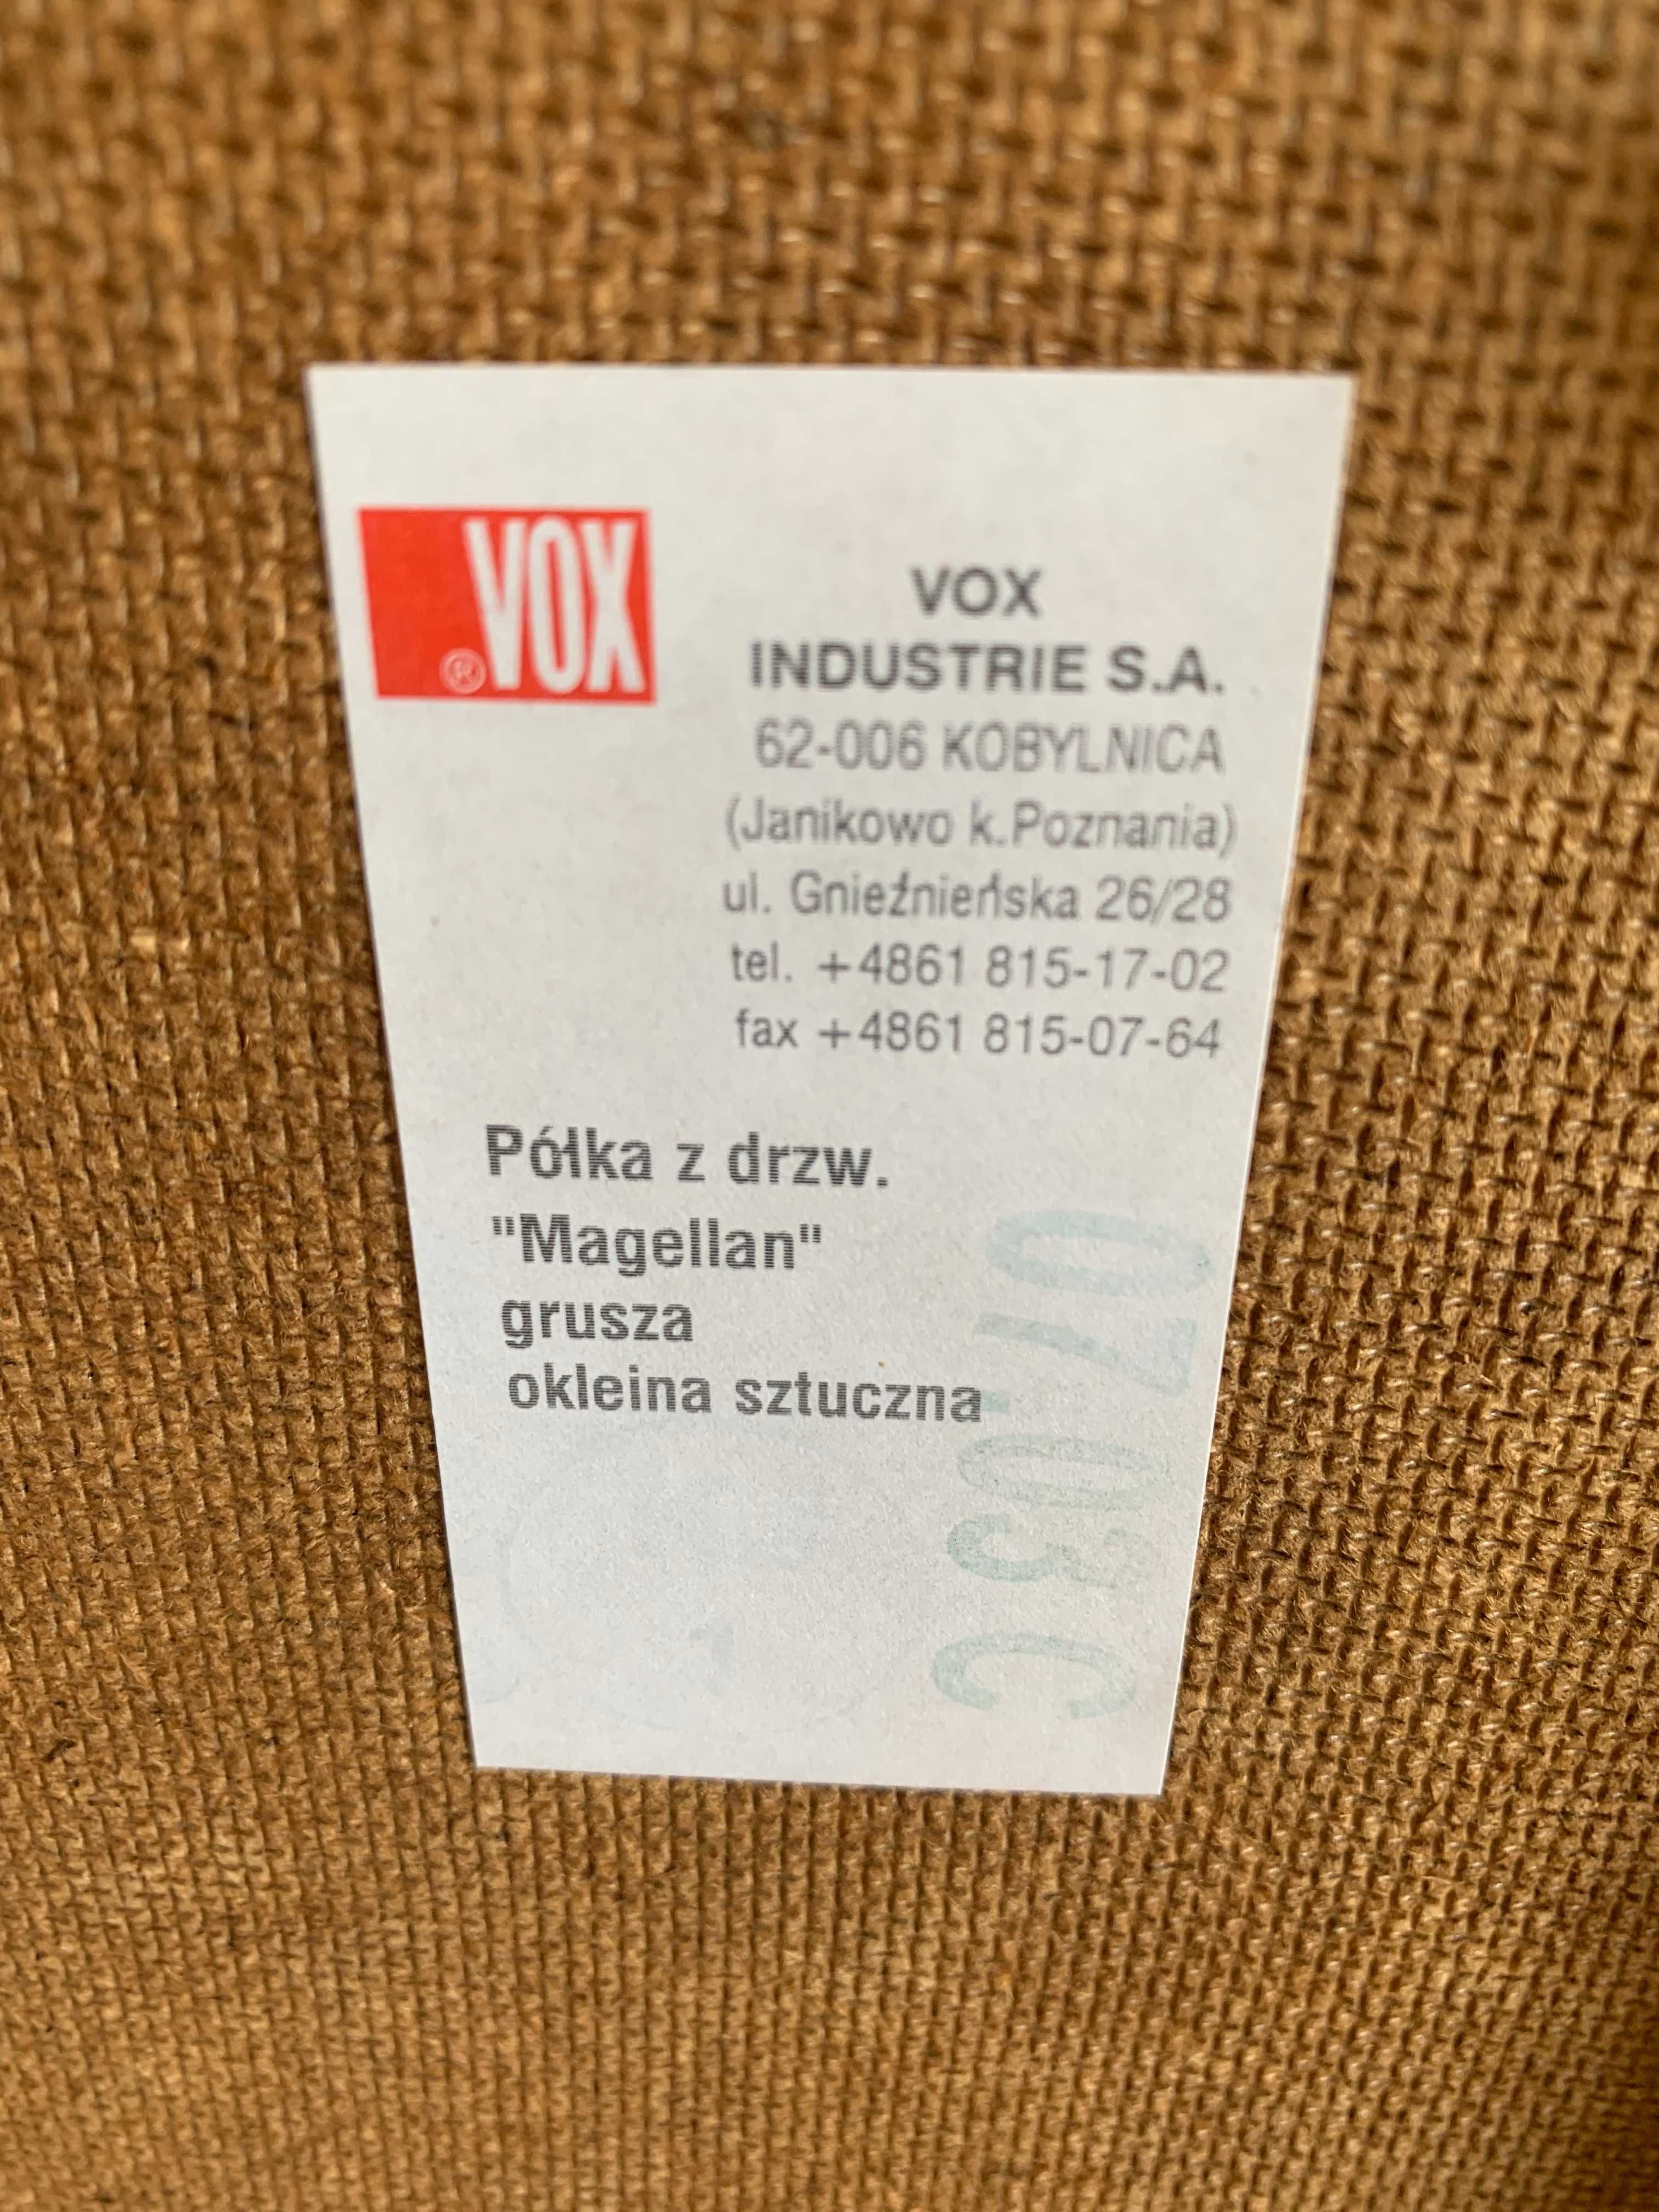 VOX
VOX
INDUSTRIE S.A.
62-006 KOBYLNICA
(Janikowo k.Poznania)
ul. Gnieźnieńska 26/28
tel. +4861 815-17-02
fax +4861 815-07-64
Półka z drzw.
"Magellan"
grusza
okleina sztuczna